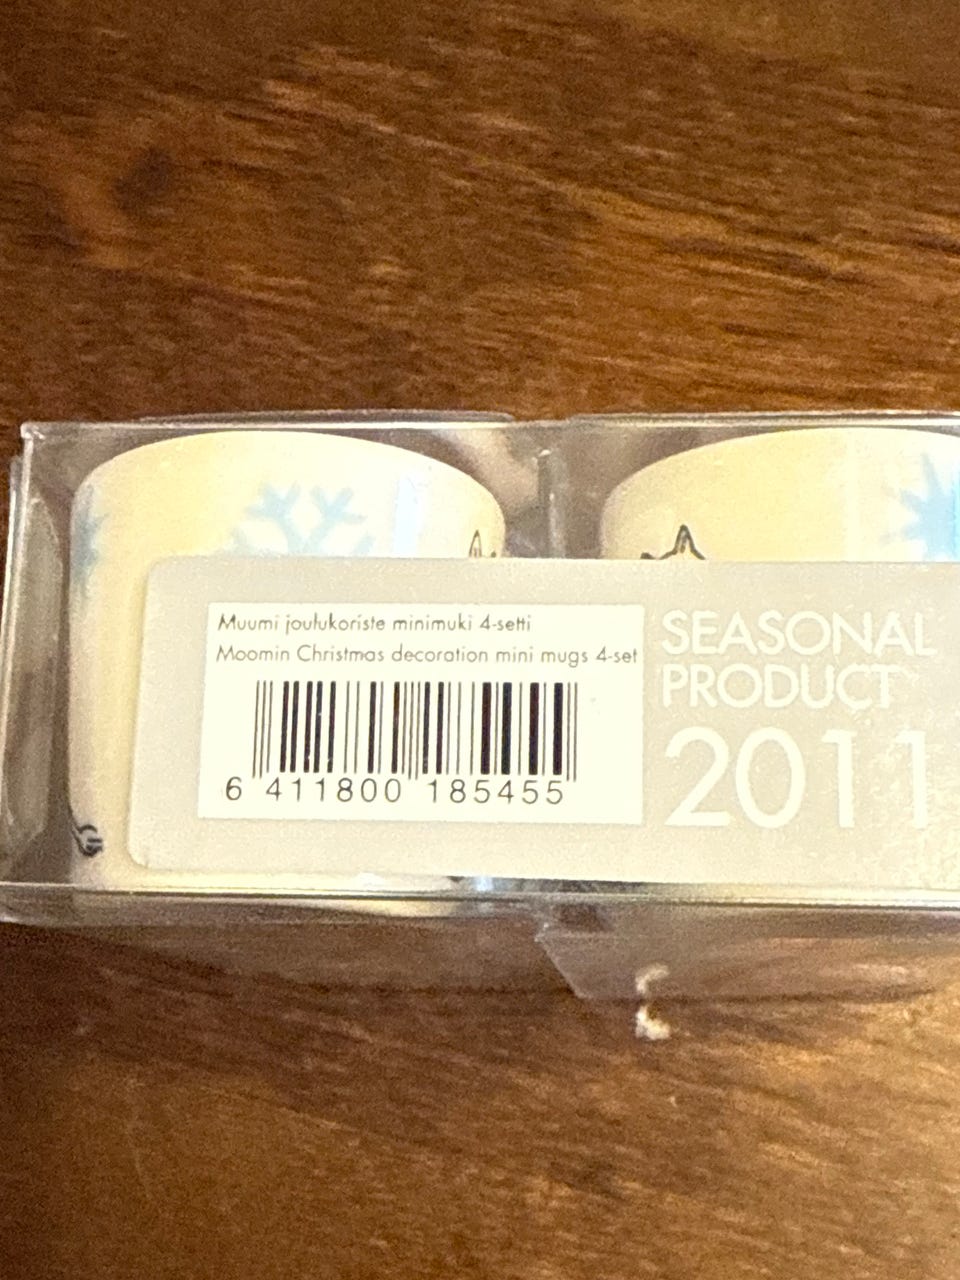 Muumi joulukoriste minimuki 4-setti
Moomin Christmas decoration mini mugs 4-set
6 411800 185455
SEASONAL
PRODUCT
2011